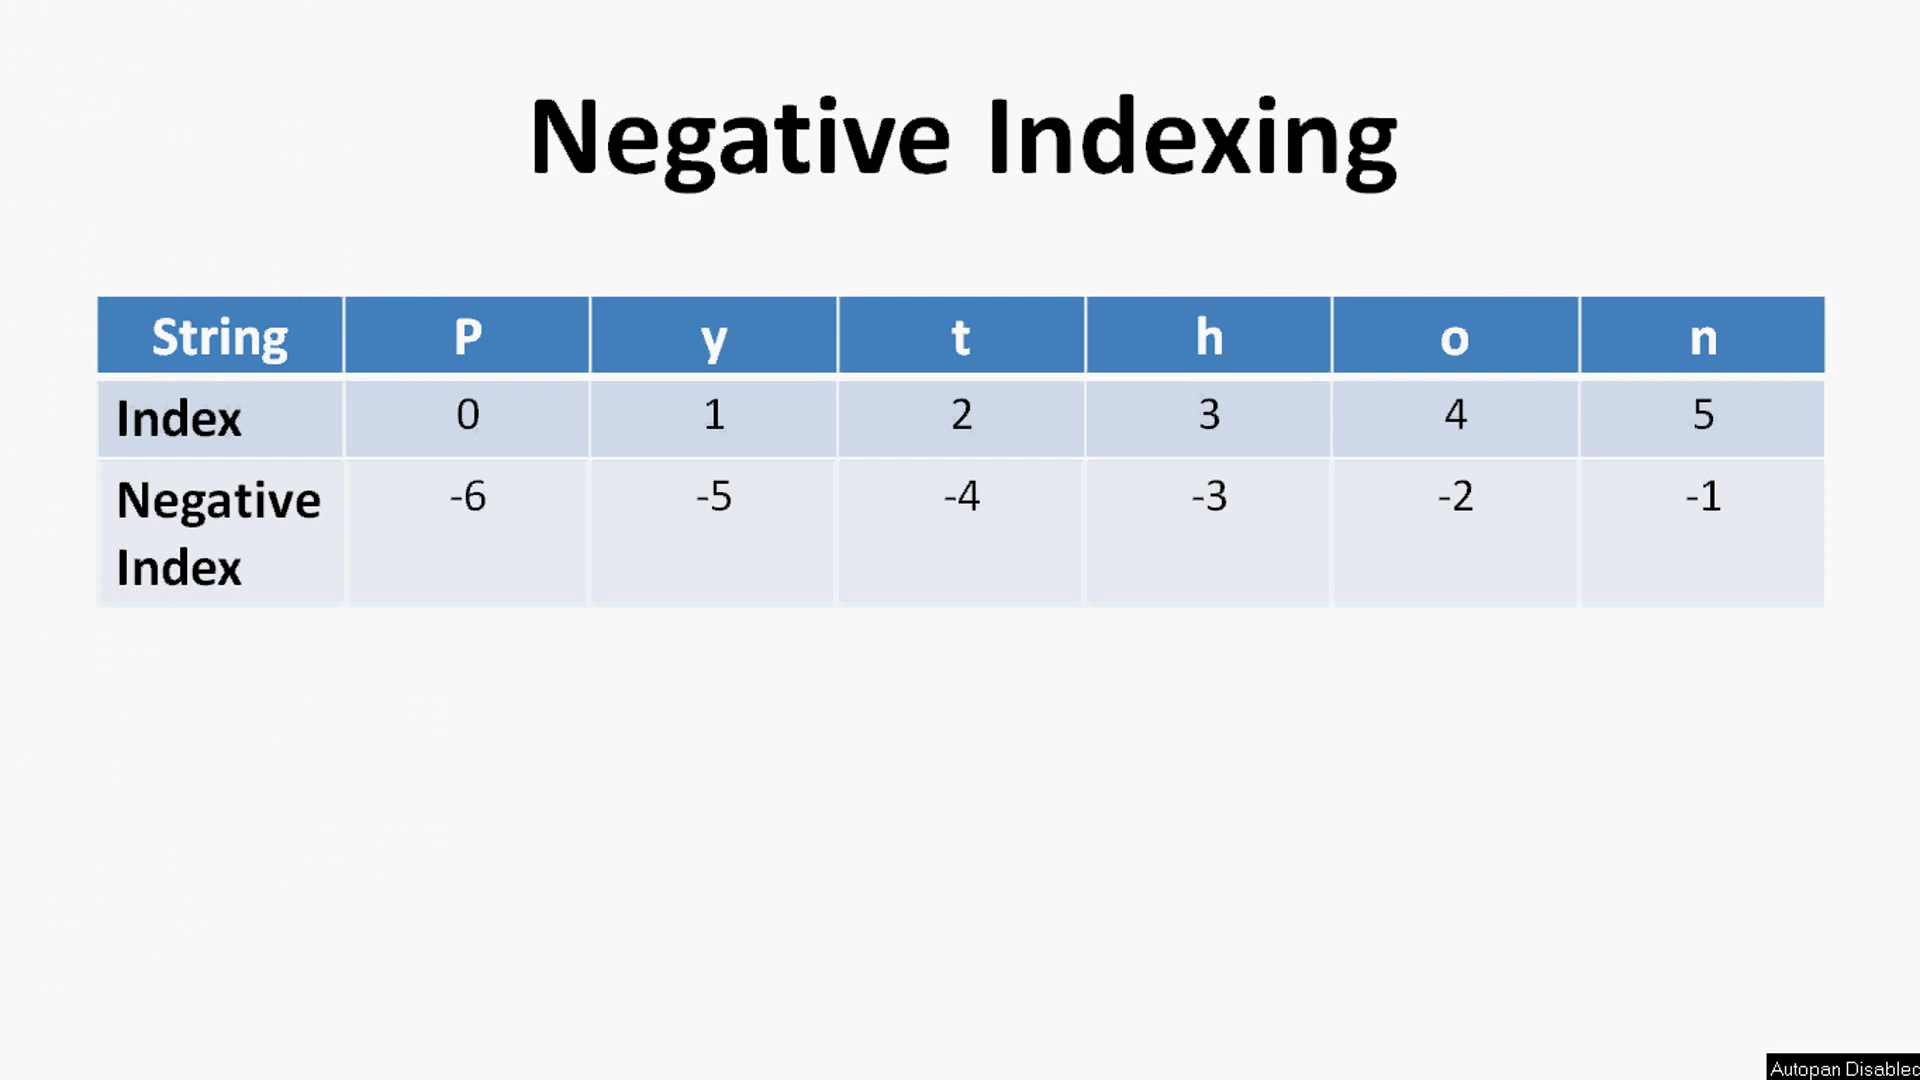 Negative Indexing
String P y t h o n
Index 0 1 2 3 4 5
Negative -6 -5 -4 -3 -2 -1
Index
Autopan Disabled